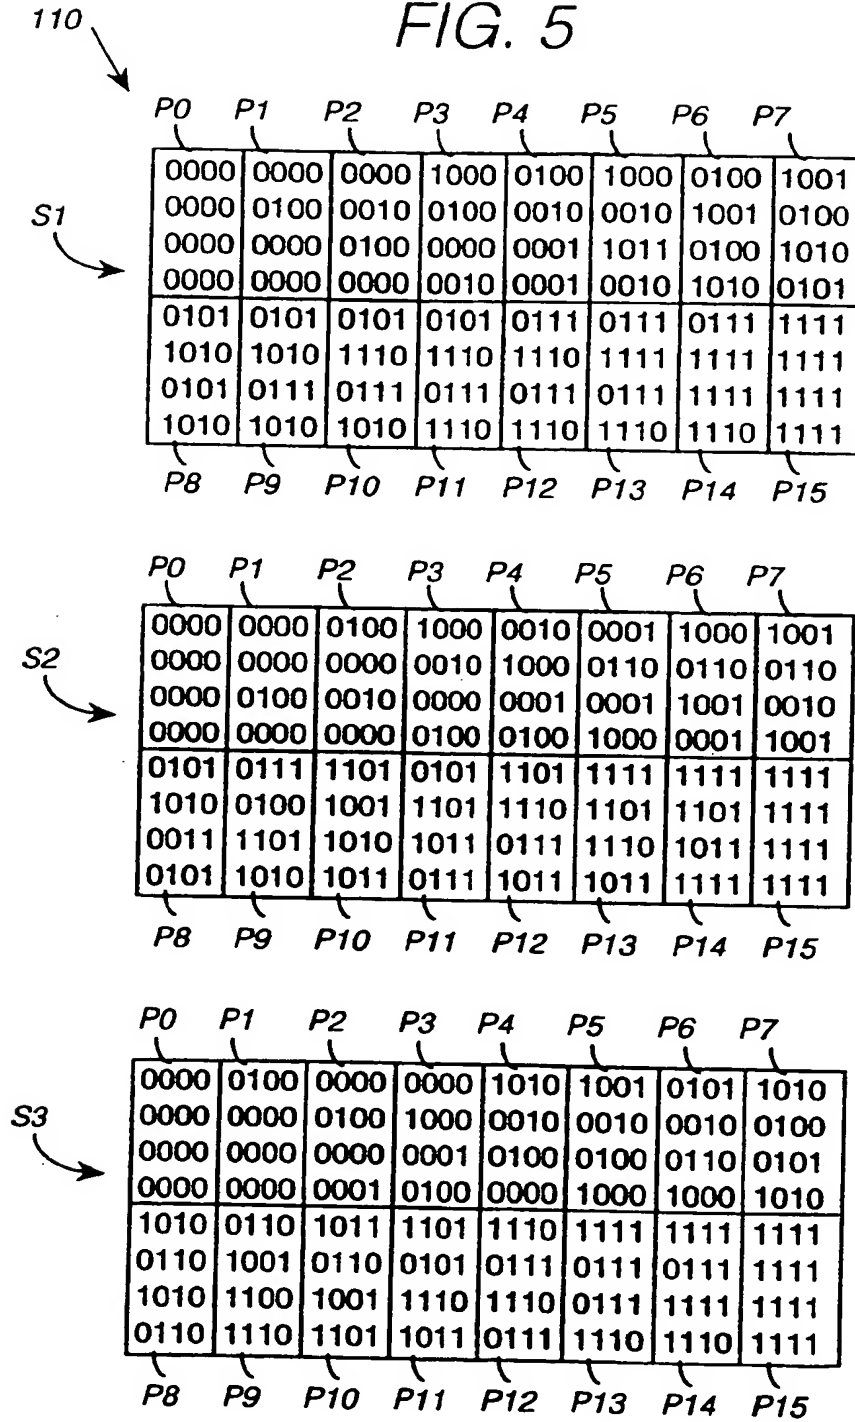 FIG. 5
110
P0 P1 P2 P3 P4 P5 P6 P7
S1
0000 0000 0000 1000 0100 1000 0100 1001
0000 0100 0010 0100 0010 0010 1001 0100
0000 0000 0100 0000 0001 1011 0100 1010
0000 0000 0000 0010 0001 0010 1010 0101
0101 0101 0101 0101 0111 0111 0111 1111
1010 1010 1110 1110 1110 1111 1111 1111
0101 0111 0111 0111 0111 0111 1111 1111
1010 1010 1010 1110 1110 1110 1110 1111
P8 P9 P10 P11 P12 P13 P14 P15
P0 P1 P2 P3 P4 P5 P6 P7
S2
0000 0000 0100 1000 0010 0001 1000 1001
0000 0000 0000 0010 1000 0110 0110 0110
0000 0100 0010 0000 0001 0001 1001 0010
0000 0000 0000 0100 0100 1000 0001 1001
0101 0111 1101 0101 1101 1111 1111 1111
1010 0100 1001 1101 1110 1101 1101 1111
0011 1101 1010 1011 0111 1110 1011 1111
0101 1010 1011 0111 1011 1011 1111 1111
P8 P9 P10 P11 P12 P13 P14 P15
P0 P1 P2 P3 P4 P5 P6 P7
S3
0000 0100 0000 0000 1010 1001 0101 1010
0000 0000 0100 1000 0010 0010 0010 0100
0000 0000 0000 0001 0100 0100 0110 0101
0000 0000 0001 0100 0000 1000 1000 1010
1010 0110 1011 1101 1110 1111 1111 1111
0110 1001 0110 0101 0111 0111 0111 1111
1010 1100 1001 1110 1110 0111 1111 1111
0110 1110 1101 1011 0111 1110 1110 1111
P8 P9 P10 P11 P12 P13 P14 P15